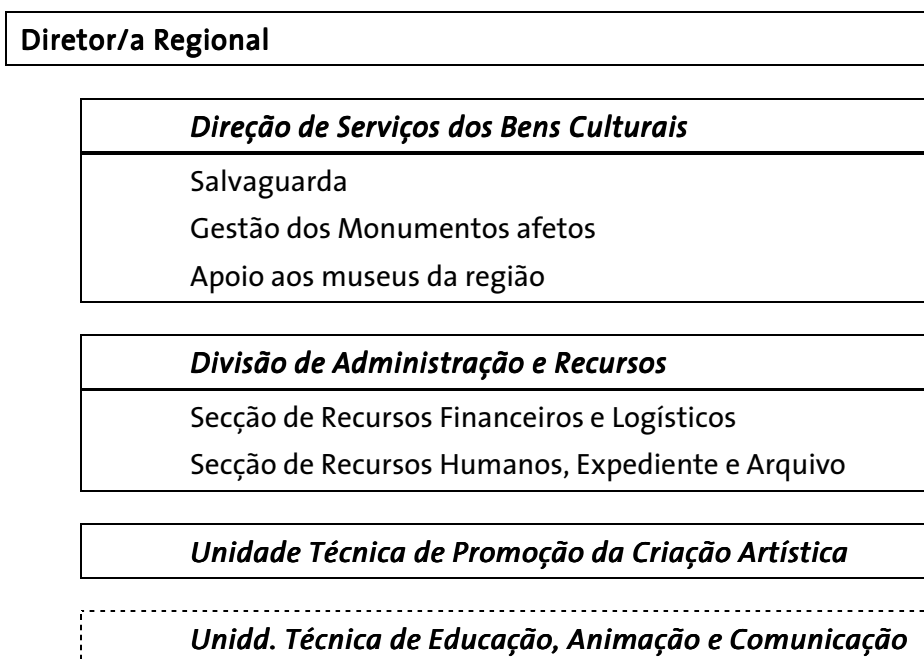 Diretor/a Regional
Direção de Serviços dos Bens Culturais
Salvaguarda
Gestão dos Monumentos afetos
Apoio aos museus da região
Divisão de Administração e Recursos
Secção de Recursos Financeiros e Logísticos
Secção de Recursos Humanos, Expediente e Arquivo
Unidade Técnica de Promoção da Criação Artística
Unidd. Técnica de Educação, Animação e Comunicação